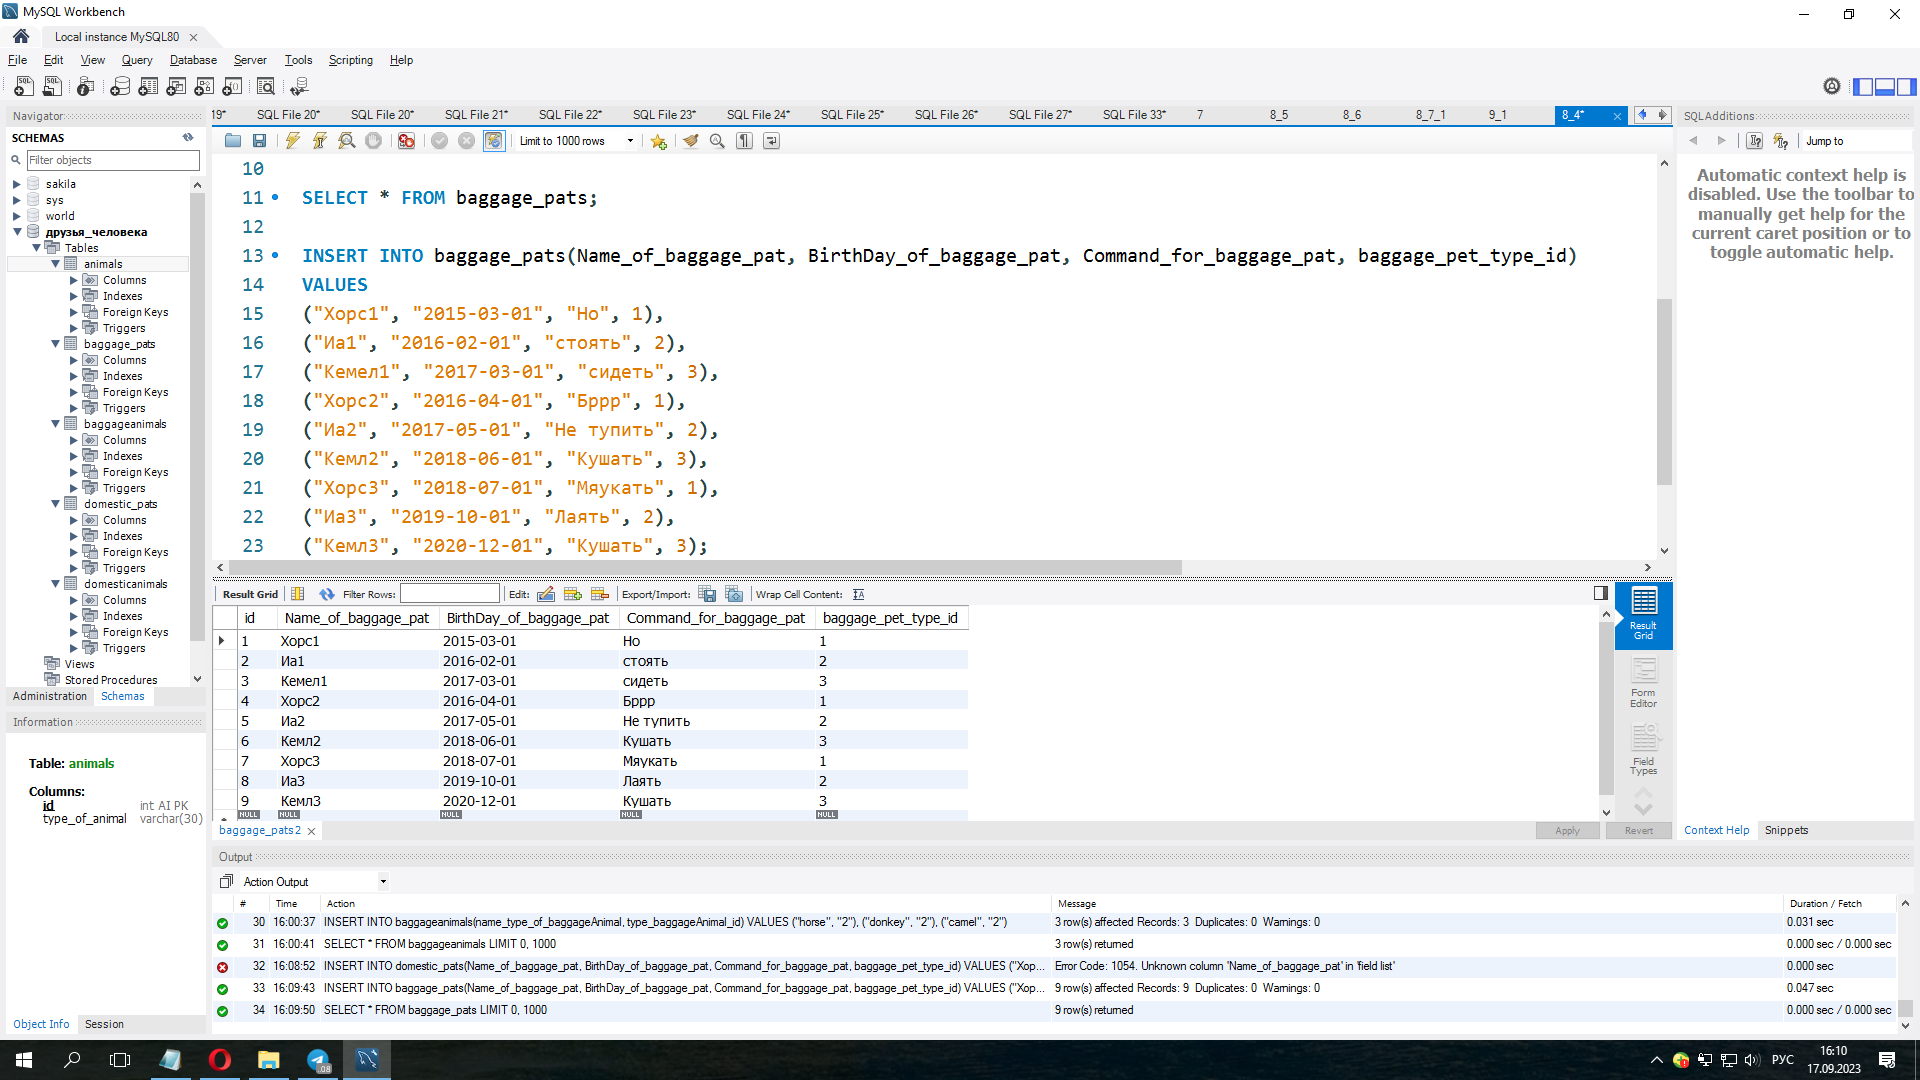 MySQL Workbench
Local instance MySQL80
File Edit View Query Database Server Tools Scripting Help
Navigator
SCHEMAS
Filter objects
sakila
sys
world
друзья_человека
Tables
animals
Columns
Indexes
Foreign Keys
Triggers
baggage_pats
Columns
Indexes
Foreign Keys
Triggers
baggageanimals
Columns
Indexes
Foreign Keys
Triggers
domestic_pats
Columns
Indexes
Foreign Keys
Triggers
domesticanimals
Columns
Indexes
Foreign Keys
Triggers
Views
Stored Procedures
Administration Schemas
Information
Table: animals
Columns:
id int AI PK
type_of_animal varchar(30)
Object Info Session
19* SQL File 20* SQL File 20* SQL File 21* SQL File 22* SQL File 23* SQL File 24* SQL File 25* SQL File 26* SQL File 27* SQL File 33* 7 8_5 8_6 8_7_1 9_1 8_4*
Limit to 1000 rows
10
11 SELECT * FROM baggage_pats;
12
13 INSERT INTO baggage_pats(Name_of_baggage_pat, BirthDay_of_baggage_pat, Command_for_baggage_pat, baggage_pet_type_id)
14 VALUES
15 ("Хорс1", "2015-03-01", "Но", 1),
16 ("Иа1", "2016-02-01", "стоять", 2),
17 ("Кемел1", "2017-03-01", "сидеть", 3),
18 ("Хорс2", "2016-04-01", "Бррр", 1),
19 ("Иа2", "2017-05-01", "Не тупить", 2),
20 ("Кемл2", "2018-06-01", "Кушать", 3),
21 ("Хорс3", "2018-07-01", "Мяукать", 1),
22 ("Иа3", "2019-10-01", "Лаять", 2),
23 ("Кемл3", "2020-12-01", "Кушать", 3);
Result Grid Filter Rows: Edit: Export/Import: Wrap Cell Content:
id Name_of_baggage_pat BirthDay_of_baggage_pat Command_for_baggage_pat baggage_pet_type_id
1 Хорс1 2015-03-01 Но 1
2 Иа1 2016-02-01 стоять 2
3 Кемел1 2017-03-01 сидеть 3
4 Хорс2 2016-04-01 Бррр 1
5 Иа2 2017-05-01 Не тупить 2
6 Кемл2 2018-06-01 Кушать 3
7 Хорс3 2018-07-01 Мяукать 1
8 Иа3 2019-10-01 Лаять 2
9 Кемл3 2020-12-01 Кушать 3
NULL NULL NULL NULL NULL
Result
Grid
Form
Editor
Field
Types
baggage_pats2 Apply Revert
SQLAdditions
Jump to
Automatic context help is
disabled. Use the toolbar to
manually get help for the
current caret position or to
toggle automatic help.
Context Help Snippets
Output
Action Output
# Time Action Message Duration / Fetch
30 16:00:37 INSERT INTO baggageanimals(name_type_of_baggageAnimal, type_baggageAnimal_id) VALUES ("horse", "2"), ("donkey", "2"), ("camel", "2") 3 row(s) affected Records: 3 Duplicates: 0 Warnings: 0 0.031 sec
31 16:00:41 SELECT * FROM baggageanimals LIMIT 0, 1000 3 row(s) returned 0.000 sec / 0.000 sec
32 16:08:52 INSERT INTO domestic_pats(Name_of_baggage_pat, BirthDay_of_baggage_pat, Command_for_baggage_pat, baggage_pet_type_id) VALUES ("Хор... Error Code: 1054. Unknown column 'Name_of_baggage_pat' in 'field list' 0.000 sec
33 16:09:43 INSERT INTO baggage_pats(Name_of_baggage_pat, BirthDay_of_baggage_pat, Command_for_baggage_pat, baggage_pet_type_id) VALUES ("Хор... 9 row(s) affected Records: 9 Duplicates: 0 Warnings: 0 0.047 sec
34 16:09:50 SELECT * FROM baggage_pats LIMIT 0, 1000 9 row(s) returned 0.000 sec / 0.000 sec
.08
РУС
16:10
17.09.2023